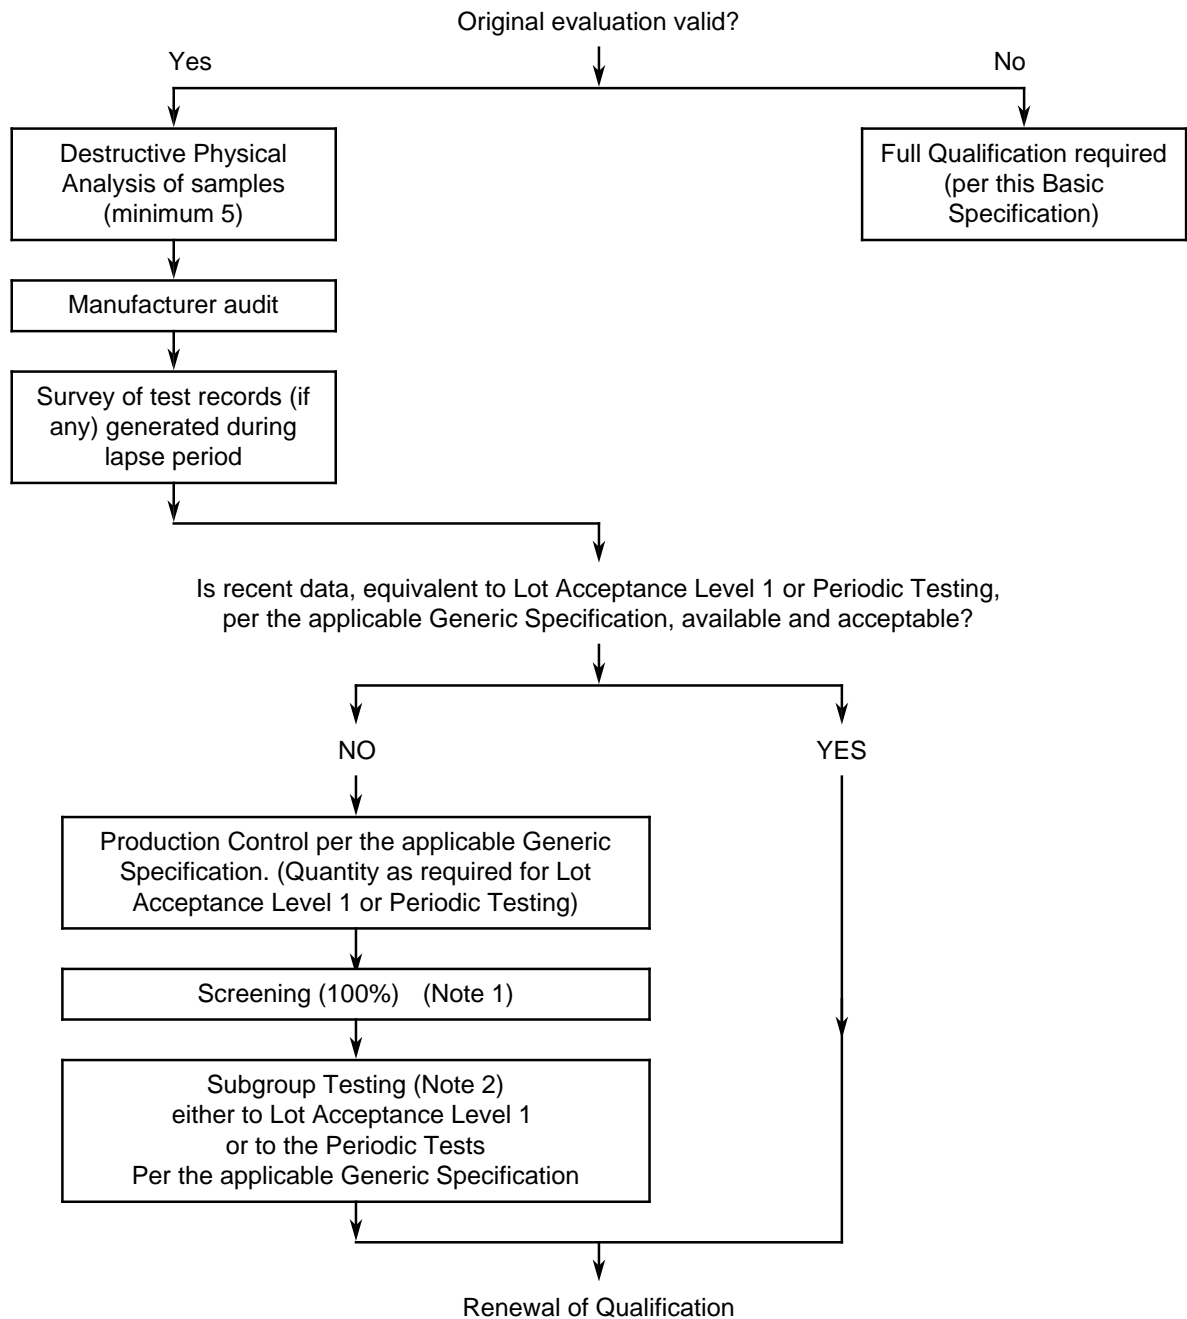 Original evaluation valid?
Yes
No
Destructive Physical
Analysis of samples
(minimum 5)
Full Qualification required
(per this Basic
Specification)
Manufacturer audit
Survey of test records (if
any) generated during
lapse period
Is recent data, equivalent to Lot Acceptance Level 1 or Periodic Testing,
per the applicable Generic Specification, available and acceptable?
NO
YES
Production Control per the applicable Generic
Specification. (Quantity as required for Lot
Acceptance Level 1 or Periodic Testing)
Screening (100%) (Note 1)
Subgroup Testing (Note 2)
either to Lot Acceptance Level 1
or to the Periodic Tests
Per the applicable Generic Specification
Renewal of Qualification